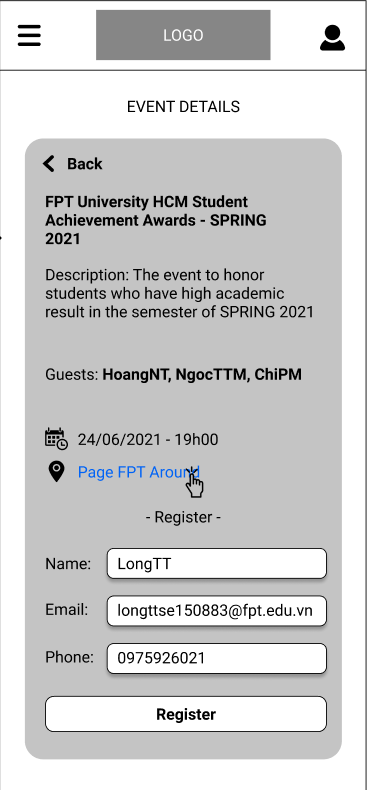 LOGO
EVENT DETAILS
Back
FPT University HCM Student
Achievement Awards - SPRING
2021
Description: The event to honor
students who have high academic
result in the semester of SPRING 2021
Guests: HoangNT, NgocTTM, ChiPM
24/06/2021 - 19h00
Page FPT Around
- Register -
Name: LongTT
Email: longttse150883@fpt.edu.vn
Phone: 0975926021
Register